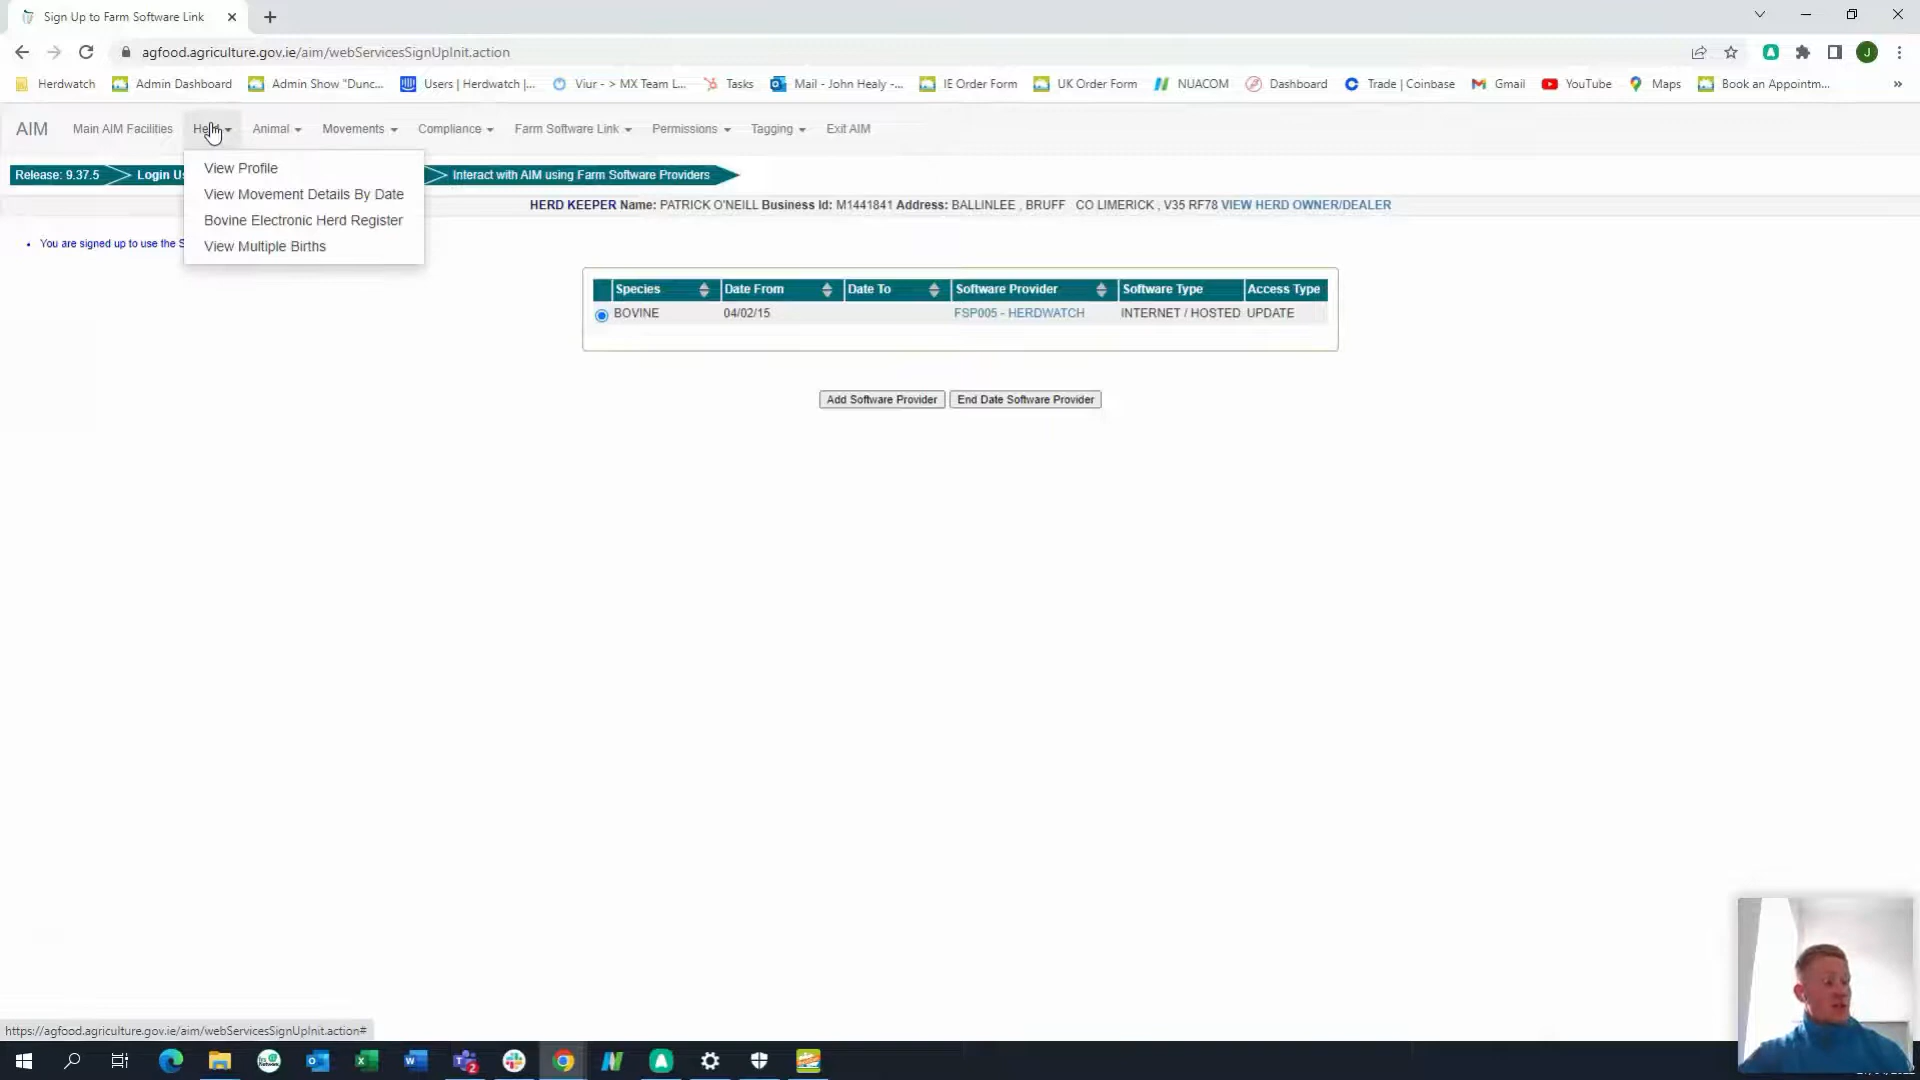 Sign Up to Farm Software Link
agfood.agriculture.gov.ie/aim/webServicesSignUpInit.action
J
Herdwatch Admin Dashboard Admin Show "Dunc... Users | Herdwatch |... Viur - > MX Team L... Tasks Mail - John Healy -... IE Order Form UK Order Form NUACOM Dashboard Trade | Coinbase Gmail YouTube Maps Book an Appointm... »
AIM Main AIM Facilities Animal Movements Compliance Farm Software Link Permissions Tagging Exit AIM
View Profile
View Movement Details By Date
Bovine Electronic Herd Register
View Multiple Births
Release: 9.37.5 Login Us Interact with AIM using Farm Software Providers
HERD KEEPER Name: PATRICK O'NEILL Business Id: M1441841 Address: BALLINLEE , BRUFF CO LIMERICK , V35 RF78 VIEW HERD OWNER/DEALER
You are signed up to use the S
Species Date From Date To Software Provider Software Type Access Type
BOVINE 04/02/15 FSP005 - HERDWATCH INTERNET / HOSTED UPDATE
Add Software Provider End Date Software Provider
https://agfood.agriculture.gov.ie/aim/webServicesSignUpInit.action#